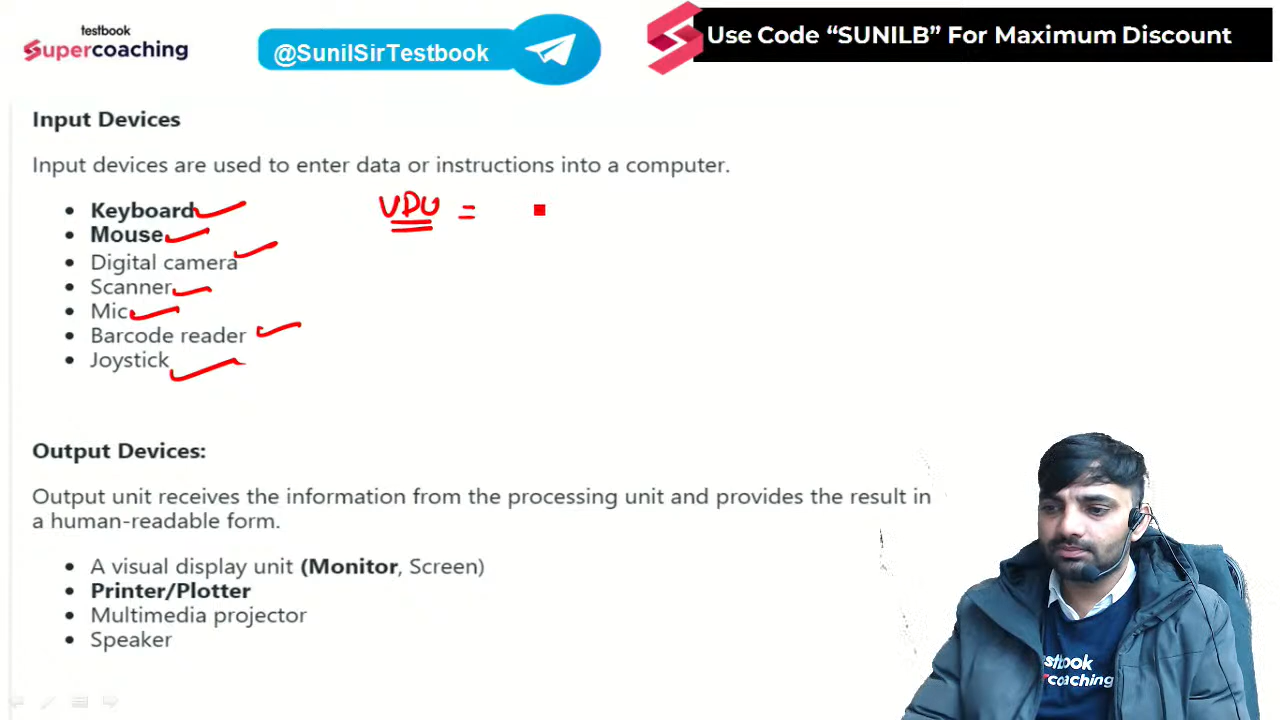 testbook
Supercoaching
@SunilSirTestbook
Use Code “SUNILB” For Maximum Discount
Input Devices
Input devices are used to enter data or instructions into a computer.
• Keyboard
VDU =
• Mouse
• Digital camera
• Scanner
• Mic
• Barcode reader
• Joystick
Output Devices:
Output unit receives the information from the processing unit and provides the result in
a human-readable form.
• A visual display unit (Monitor, Screen)
• Printer/Plotter
• Multimedia projector
• Speaker
stbook
rcoaching